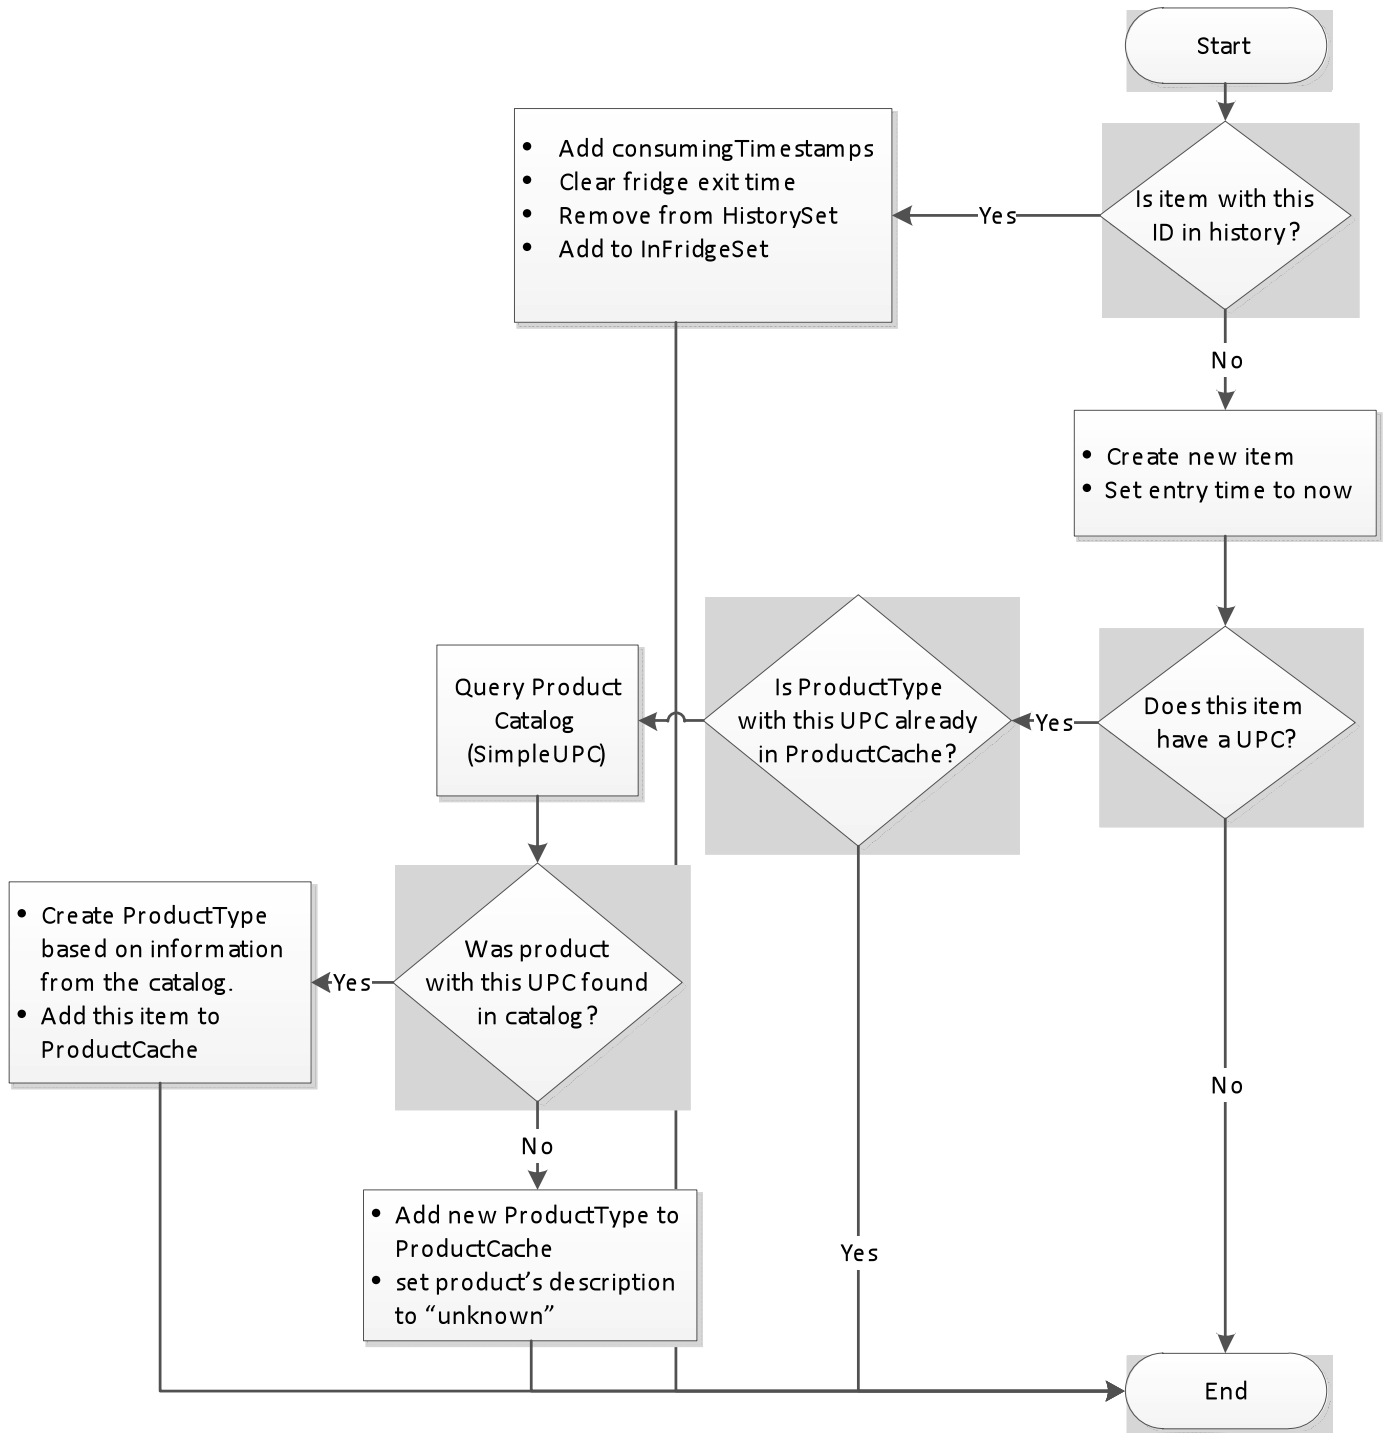 Start
Is item with this
ID in history?
Yes
• Add consumingTimestamps
• Clear fridge exit time
• Remove from HistorySet
• Add to InFridgeSet
No
• Create new item
• Set entry time to now
Does this item
have a UPC?
Yes
Is ProductType
with this UPC already
in ProductCache?
Query Product
Catalog
(SimpleUPC)
Was product
with this UPC found
in catalog?
Yes
• Create ProductType
based on information
from the catalog.
• Add this item to
ProductCache
No
• Add new ProductType to
ProductCache
• set product’s description
to “unknown”
Yes
No
End